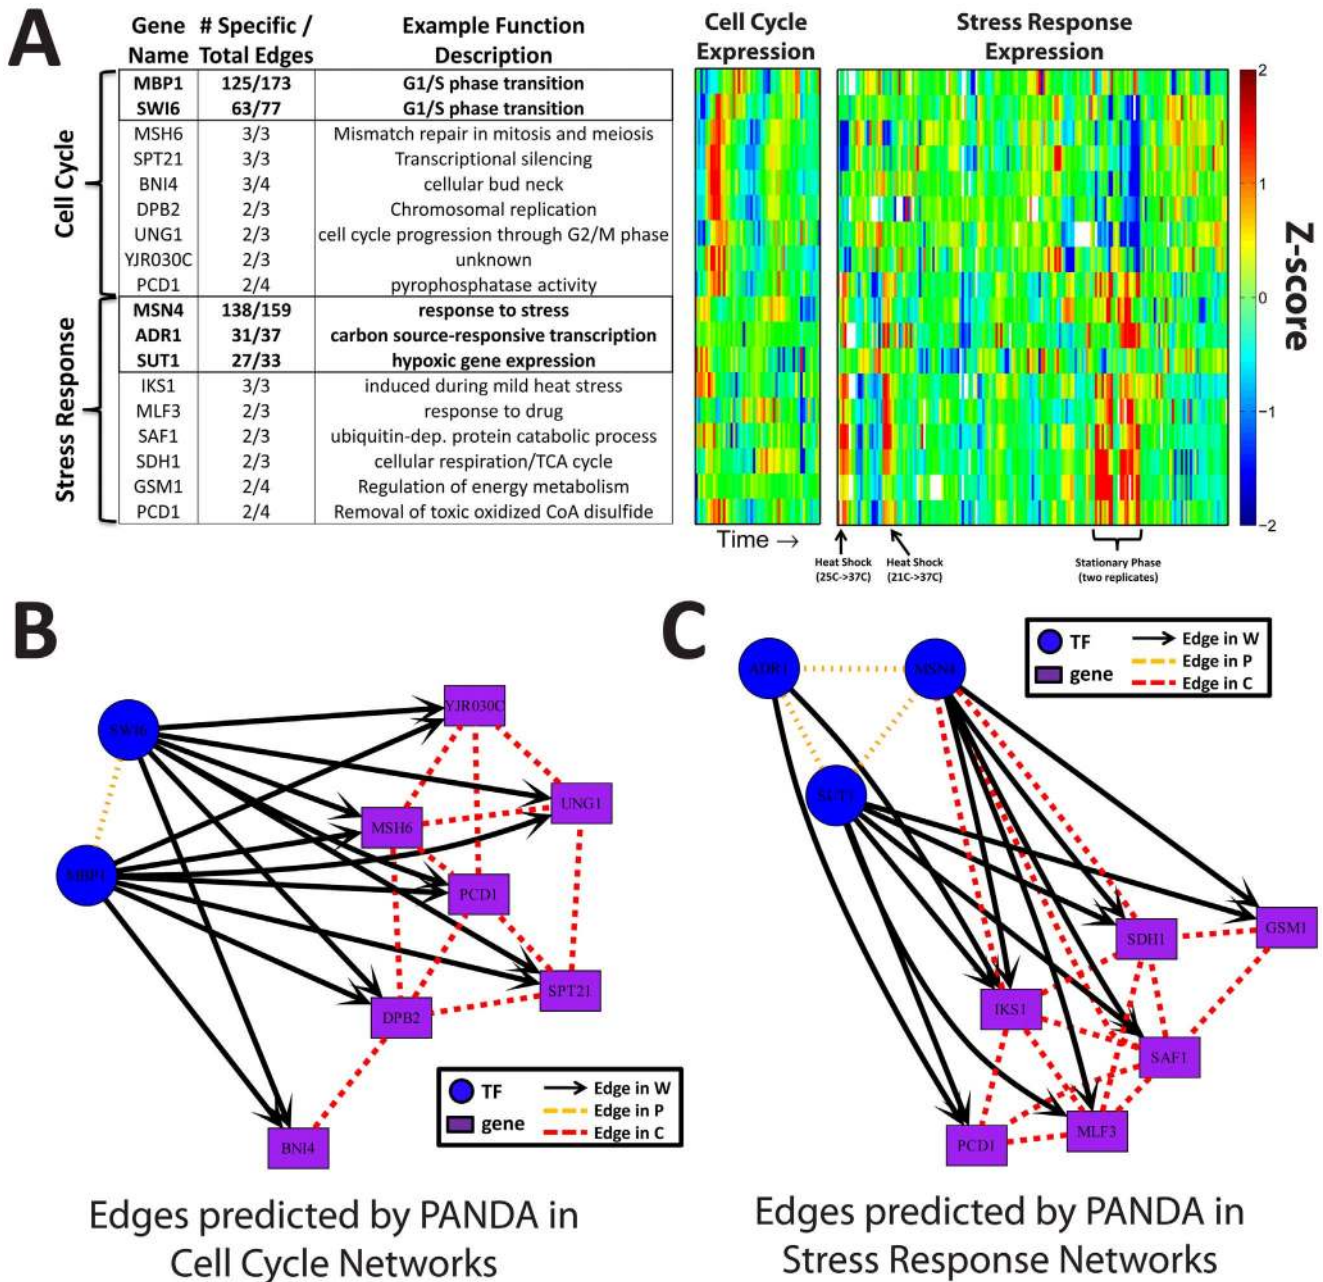 A
Gene Name
# Specific / Total Edges
Example Function Description
Cell Cycle Expression
Stress Response Expression
Cell Cycle
MBP1 125/173 G1/S phase transition
SWI6 63/77 G1/S phase transition
MSH6 3/3 Mismatch repair in mitosis and meiosis
SPT21 3/3 Transcriptional silencing
BNI4 3/4 cellular bud neck
DPB2 2/3 Chromosomal replication
UNG1 2/3 cell cycle progression through G2/M phase
YJR030C 2/3 unknown
PCD1 2/4 pyrophosphatase activity
Stress Response
MSN4 138/159 response to stress
ADR1 31/37 carbon source-responsive transcription
SUT1 27/33 hypoxic gene expression
IKS1 3/3 induced during mild heat stress
MLF3 2/3 response to drug
SAF1 2/3 ubiquitin-dep. protein catabolic process
SDH1 2/3 cellular respiration/TCA cycle
GSM1 2/4 Regulation of energy metabolism
PCD1 2/4 Removal of toxic oxidized CoA disulfide
2
1
0
−1
−2
Z-score
Time →
Heat Shock
(25C->37C)
Heat Shock
(21C->37C)
Stationary Phase
(two replicates)
B
SWI6
MBP1
YJR030C
UNG1
MSH6
PCD1
SPT21
DPB2
BNI4
TF
gene
Edge in W
Edge in P
Edge in C
Edges predicted by PANDA in
Cell Cycle Networks
C
TF
gene
Edge in W
Edge in P
Edge in C
ADR1
MSN4
SUT1
GSM1
SDH1
IKS1
SAF1
MLF3
PCD1
Edges predicted by PANDA in
Stress Response Networks